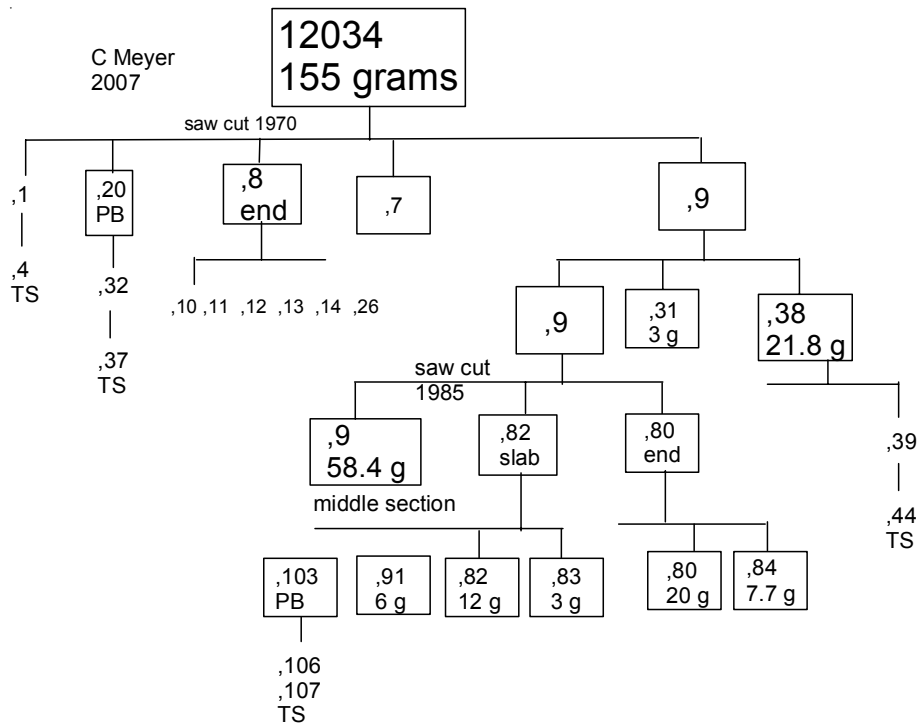 12034
155 grams
C Meyer
2007
saw cut 1970
,1
,20
PB
,8
end
,7
,9
,4
TS
,32
,37
TS
,10 ,11 ,12 ,13 ,14 ,26
,9
,31
3 g
,38
21.8 g
saw cut
1985
,9
58.4 g
,82
slab
,80
end
,39
middle section
,44
TS
,103
PB
,91
6 g
,82
12 g
,83
3 g
,80
20 g
,84
7.7 g
,106
,107
TS